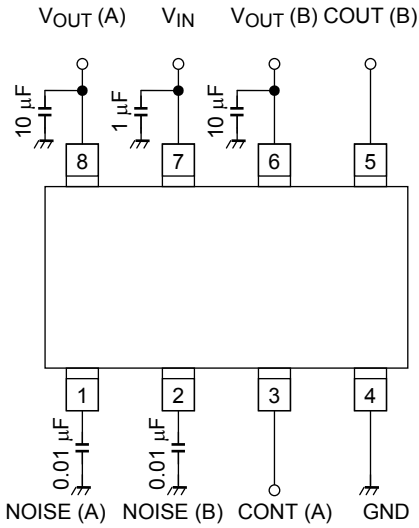 VOUT (A) VIN VOUT (B) COUT (B)
10 µF 1 µF 10 µF
8 7 6 5
1 2 3 4
0.01 µF 0.01 µF
NOISE (A) NOISE (B) CONT (A) GND